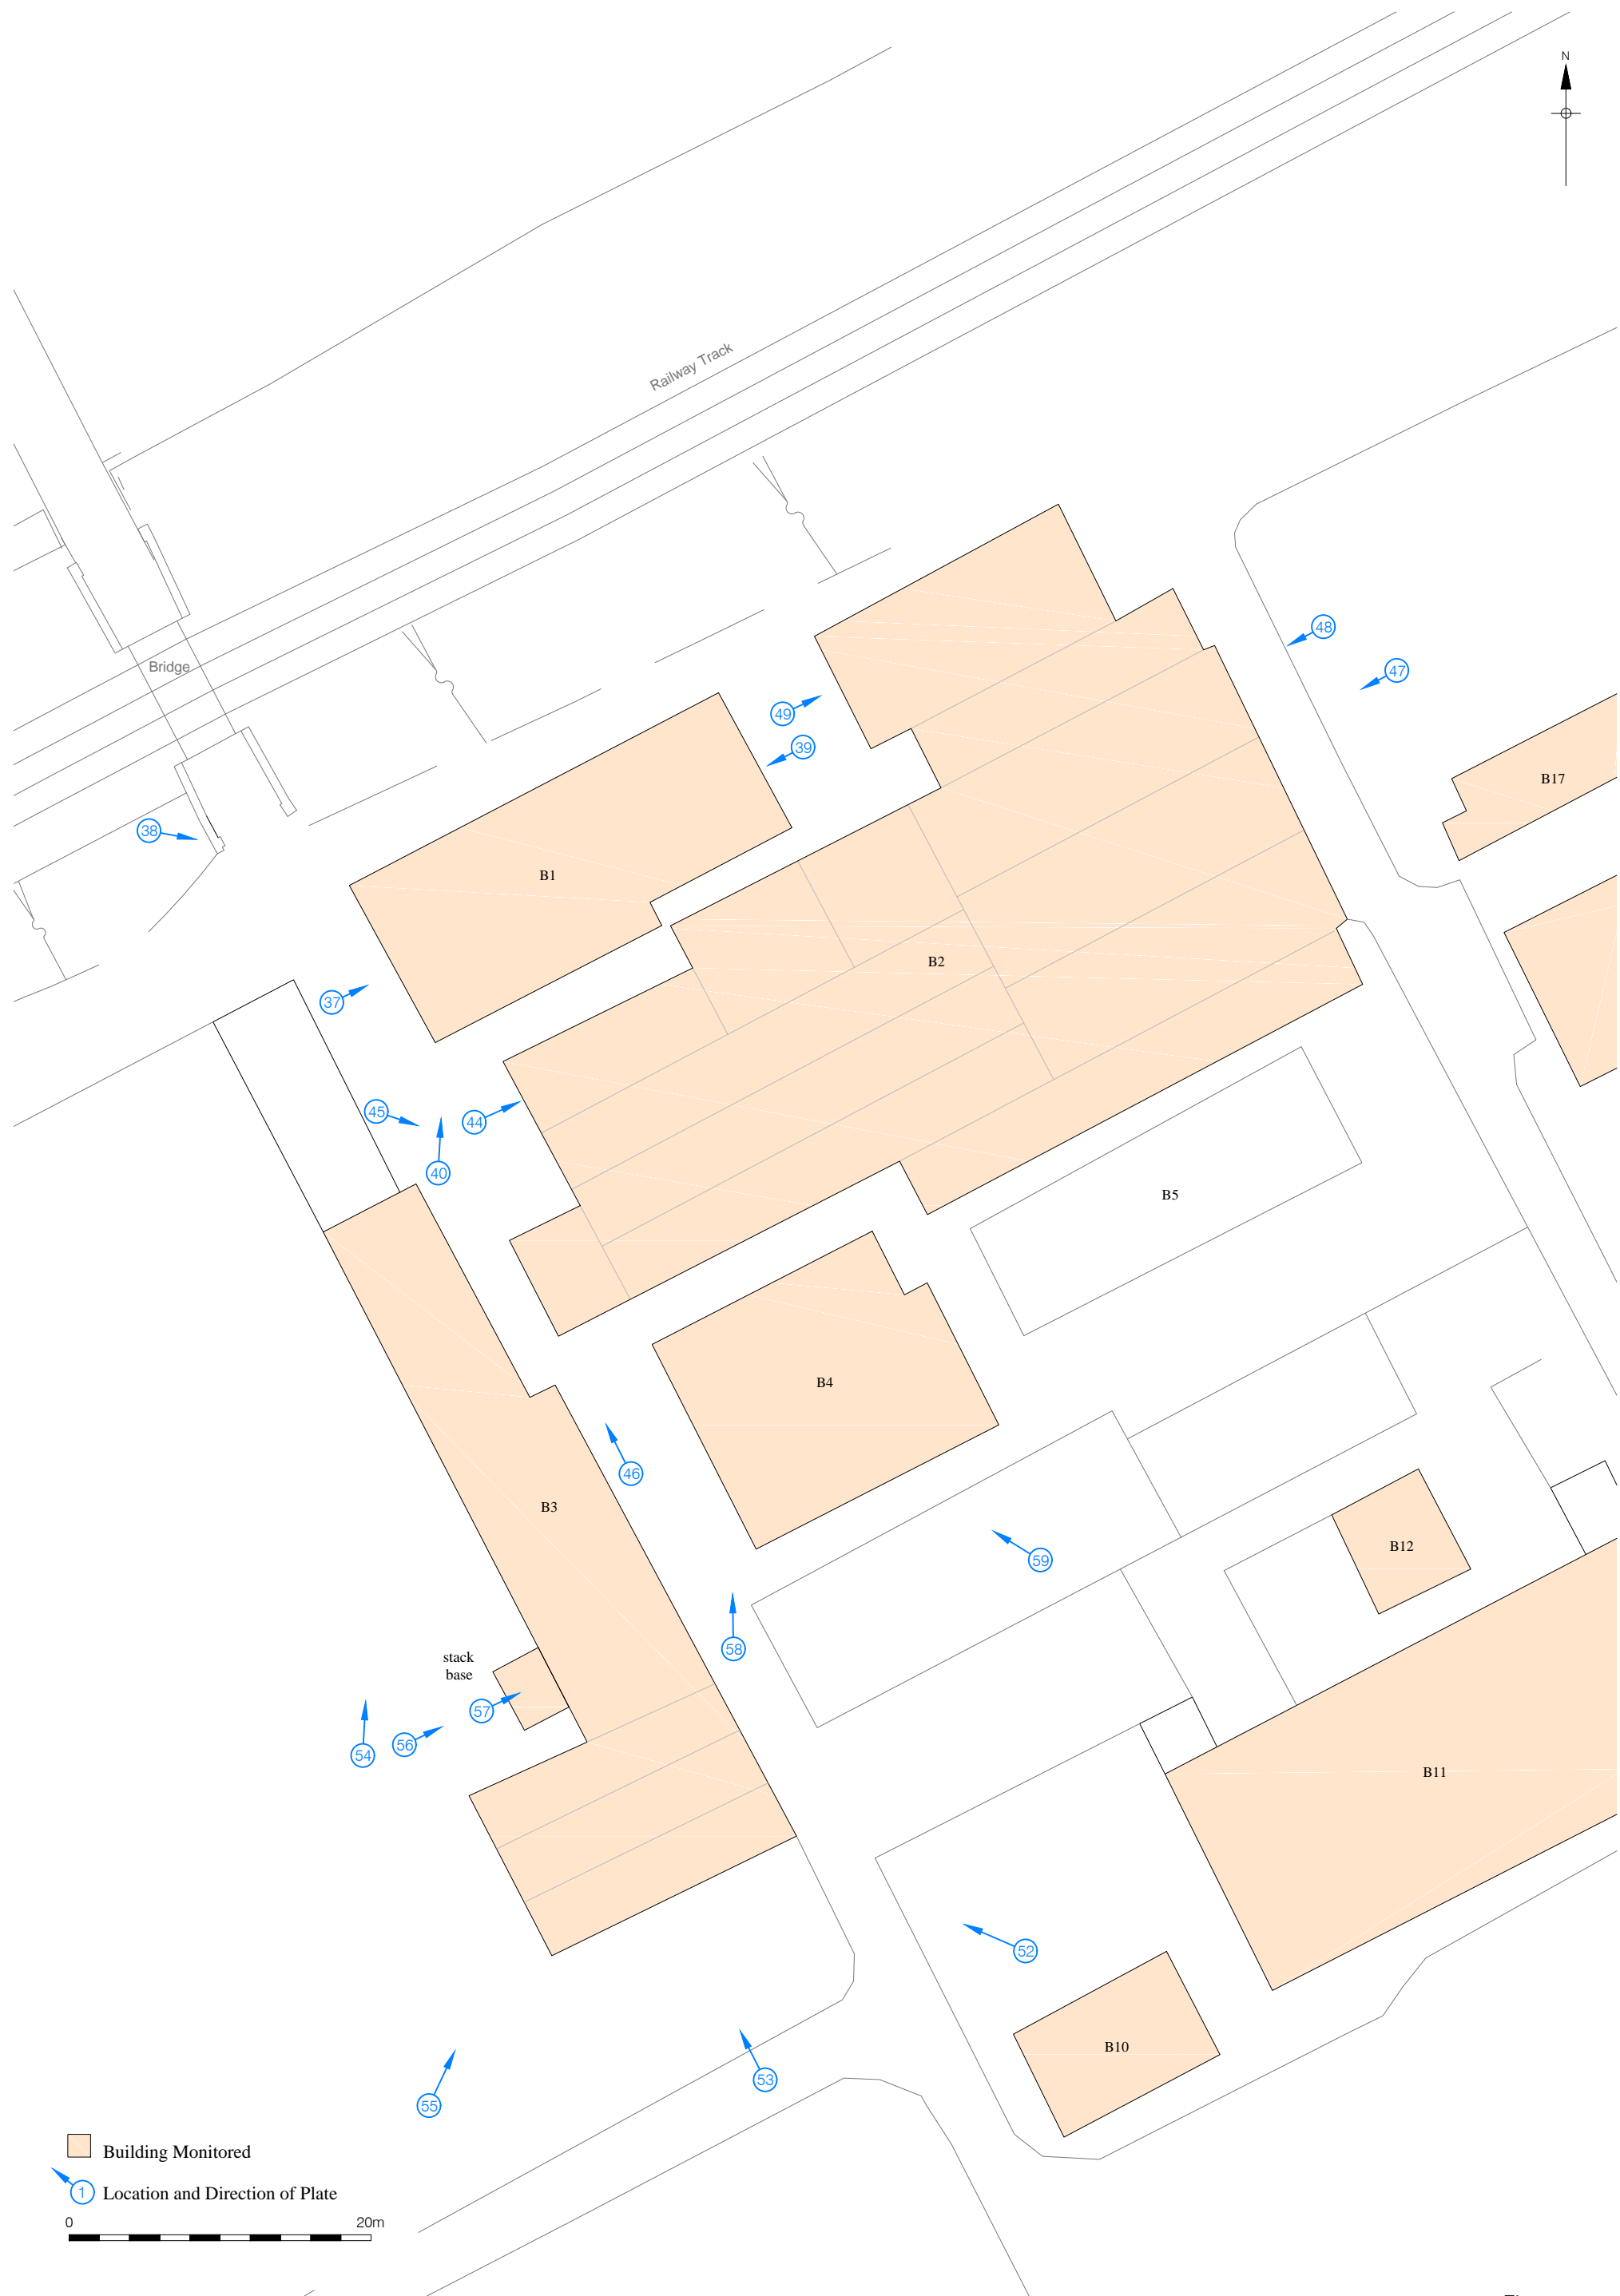 N
Railway Track
48
Bridge
47
49
39
B17
38
B1
B2
37
45
44
40
B5
B4
46
B3
B12
59
58
stack
base
57
56
54
B11
52
B10
53
55
Building Monitored
1 Location and Direction of Plate
0 20m